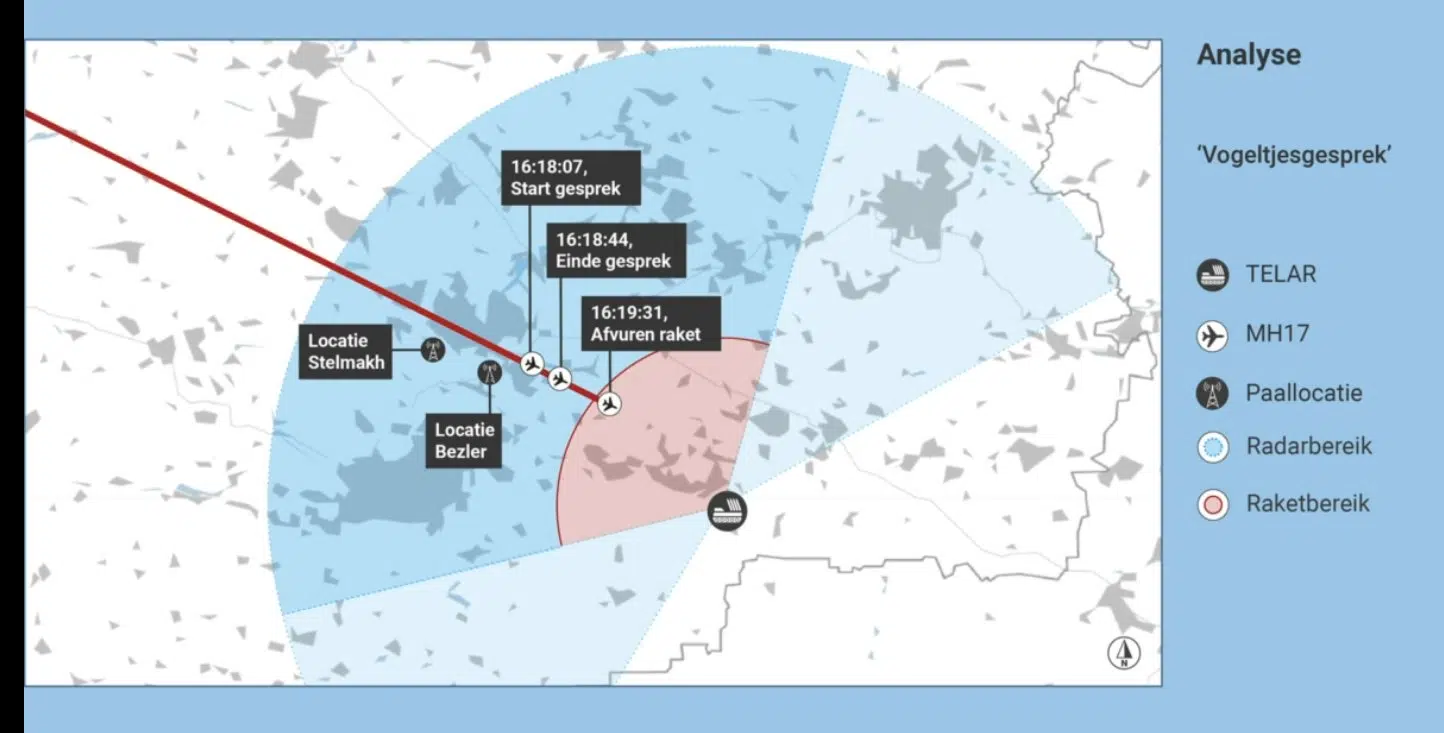 Analyse
'Vogeltjesgesprek'
16:18:07,
Start gesprek
16:18:44,
Einde gesprek
16:19:31,
Afvuren raket
Locatie
Stelmakh
Locatie
Bezler
TELAR
MH17
Paallocatie
Radarbereik
Raketbereik
N